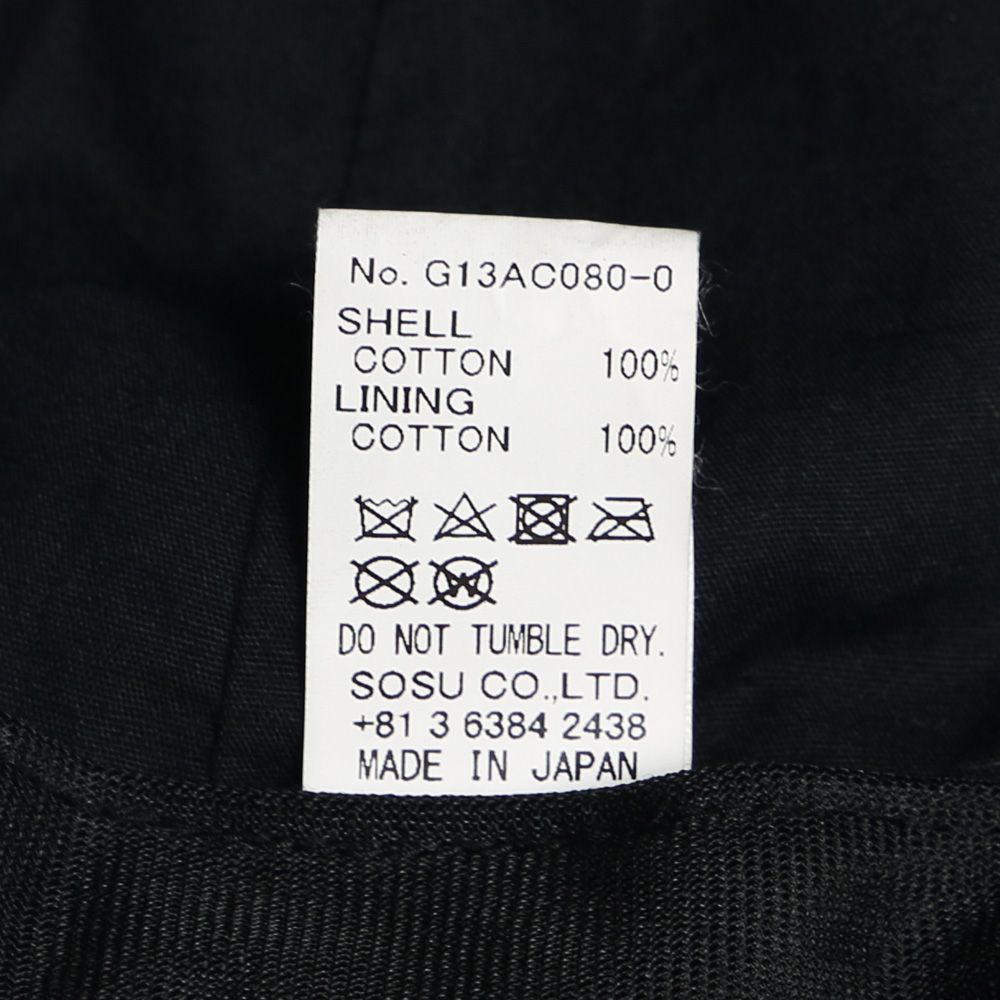 No. G13AC080-0
SHELL
COTTON 100%
LINING
COTTON 100%
W
DO NOT TUMBLE DRY.
SOSU CO.,LTD.
+81 3 6384 2438
MADE IN JAPAN